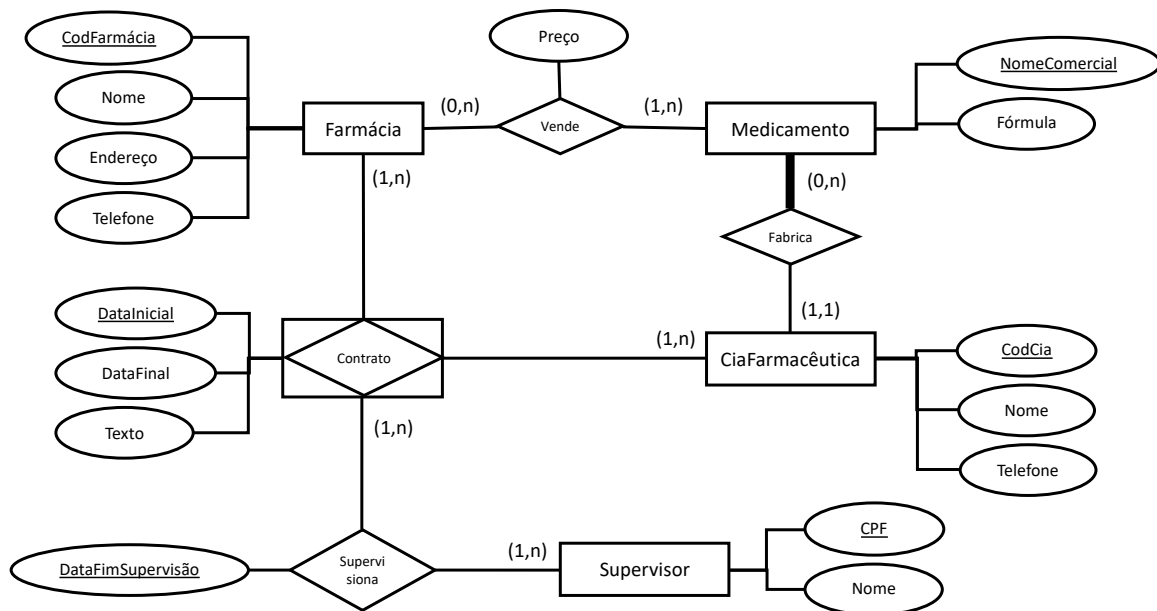 CodFarmácia
Nome
Endereço
Telefone
Farmácia
(0,n)
Preço
Vende
(1,n)
Medicamento
NomeComercial
Fórmula
(1,n)
(0,n)
Fabrica
(1,1)
DataInicial
DataFinal
Texto
Contrato
(1,n)
CiaFarmacêutica
CodCia
Nome
Telefone
(1,n)
DataFimSupervisão
Supervi
siona
(1,n)
Supervisor
CPF
Nome